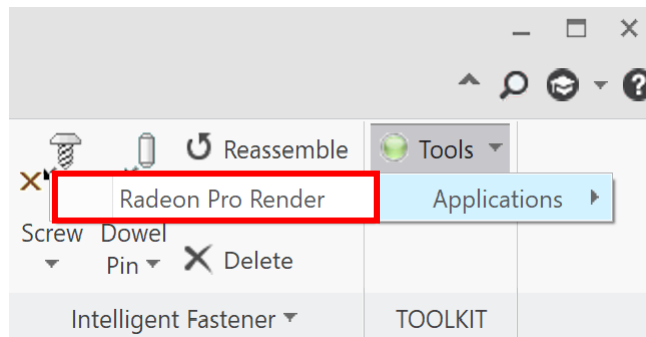 Reassemble
Tools
Radeon Pro Render
Applications
Screw
Dowel
Pin
Delete
Intelligent Fastener
TOOLKIT